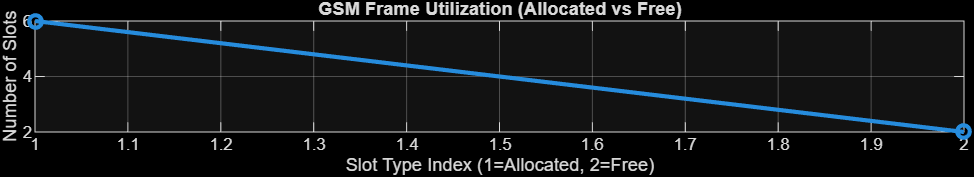 GSM Frame Utilization (Allocated vs Free)
Number of Slots
6
4
2
1 1.1 1.2 1.3 1.4 1.5 1.6 1.7 1.8 1.9 2
Slot Type Index (1=Allocated, 2=Free)